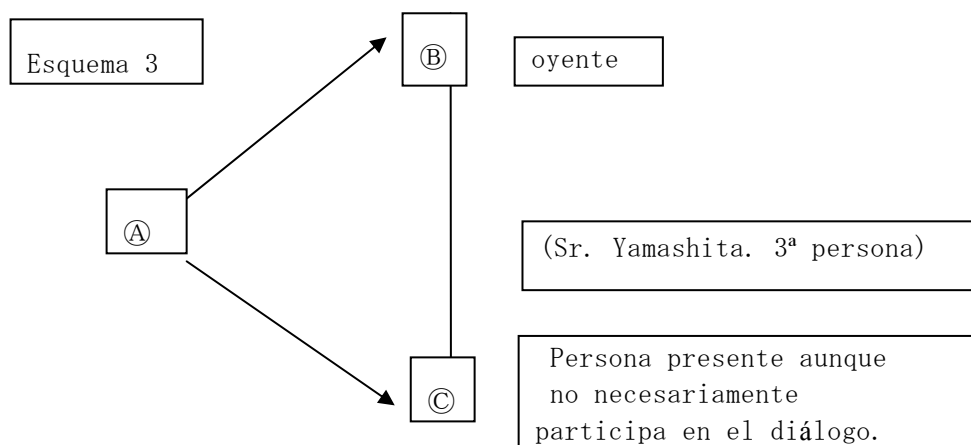 Esquema 3
Ⓑ
oyente
Ⓐ
(Sr. Yamashita. 3ª persona)
Ⓒ
Persona presente aunque
no necesariamente
participa en el diálogo.